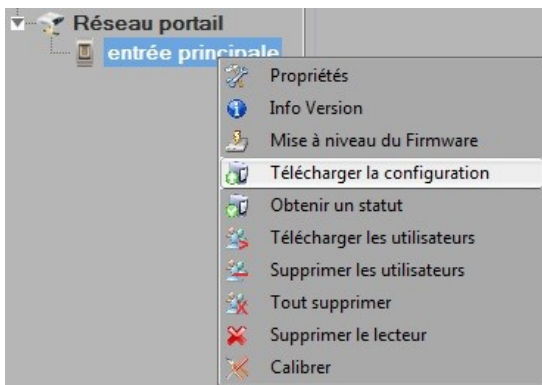 Réseau portail
entrée principale
Propriétés
Info Version
Mise à niveau du Firmware
Télécharger la configuration
Obtenir un statut
Télécharger les utilisateurs
Supprimer les utilisateurs
Tout supprimer
Supprimer le lecteur
Calibrer